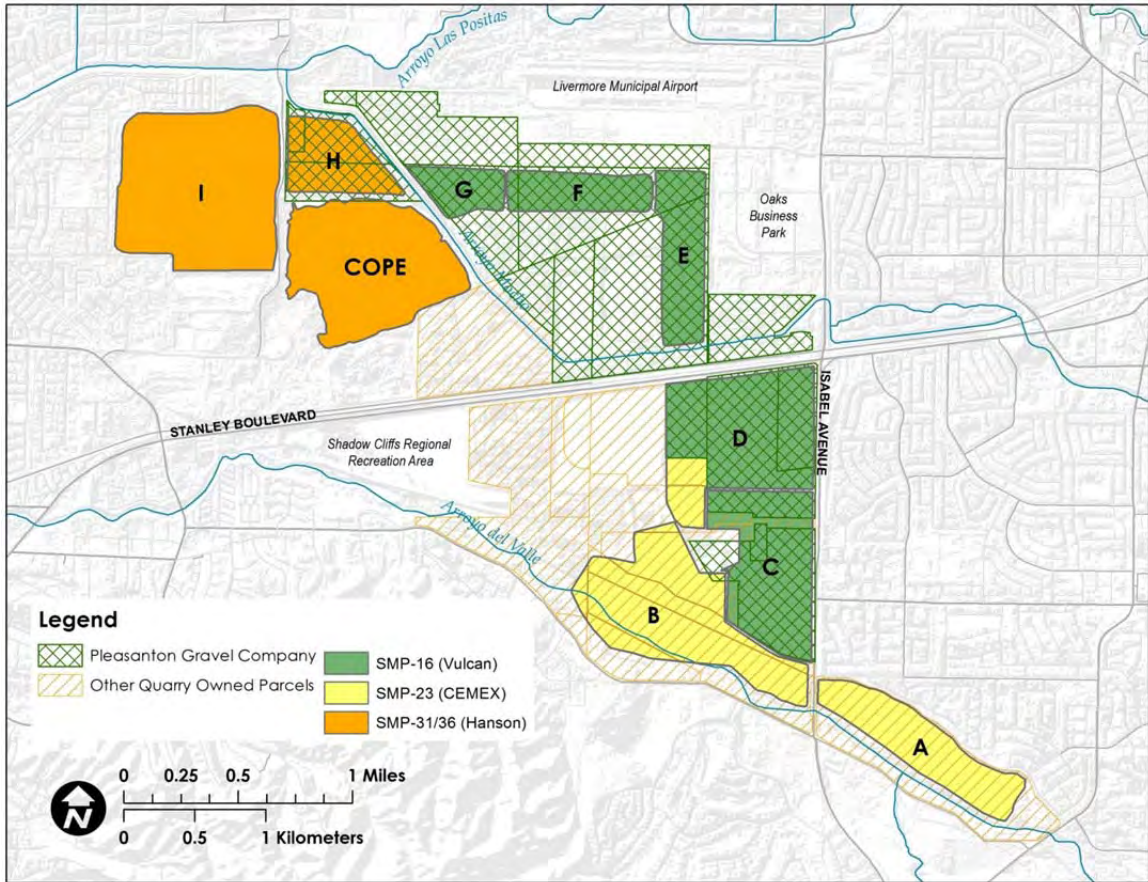 Arroyo Las Positas
Livermore Municipal Airport
H
I
G
F
Oaks
Business
Park
E
COPE
Arroyo Mocho
STANLEY BOULEVARD
ISABEL AVENUE
Shadow Cliffs Regional
Recreation Area
D
Arroyo del Valle
C
B
A
Legend
Pleasanton Gravel Company
Other Quarry Owned Parcels
SMP-16 (Vulcan)
SMP-23 (CEMEX)
SMP-31/36 (Hanson)
N
0 0.25 0.5 1 Miles
0 0.5 1 Kilometers